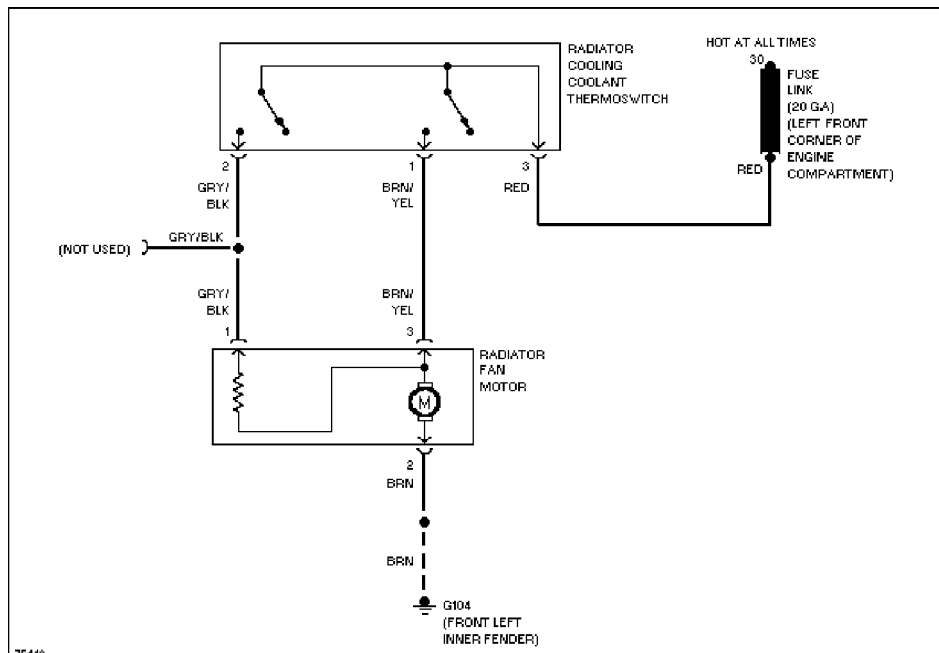 RADIATOR
COOLING
COOLANT
THERMOSWITCH
HOT AT ALL TIMES
30
FUSE
LINK
(20 GA)
(LEFT FRONT
CORNER OF
ENGINE
COMPARTMENT)
RED
2
1
3
GRY/
BLK
BRN/
YEL
RED
(NOT USED)
GRY/BLK
GRY/
BLK
BRN/
YEL
1
3
RADIATOR
FAN
MOTOR
M
2
BRN
BRN
G104
(FRONT LEFT
INNER FENDER)